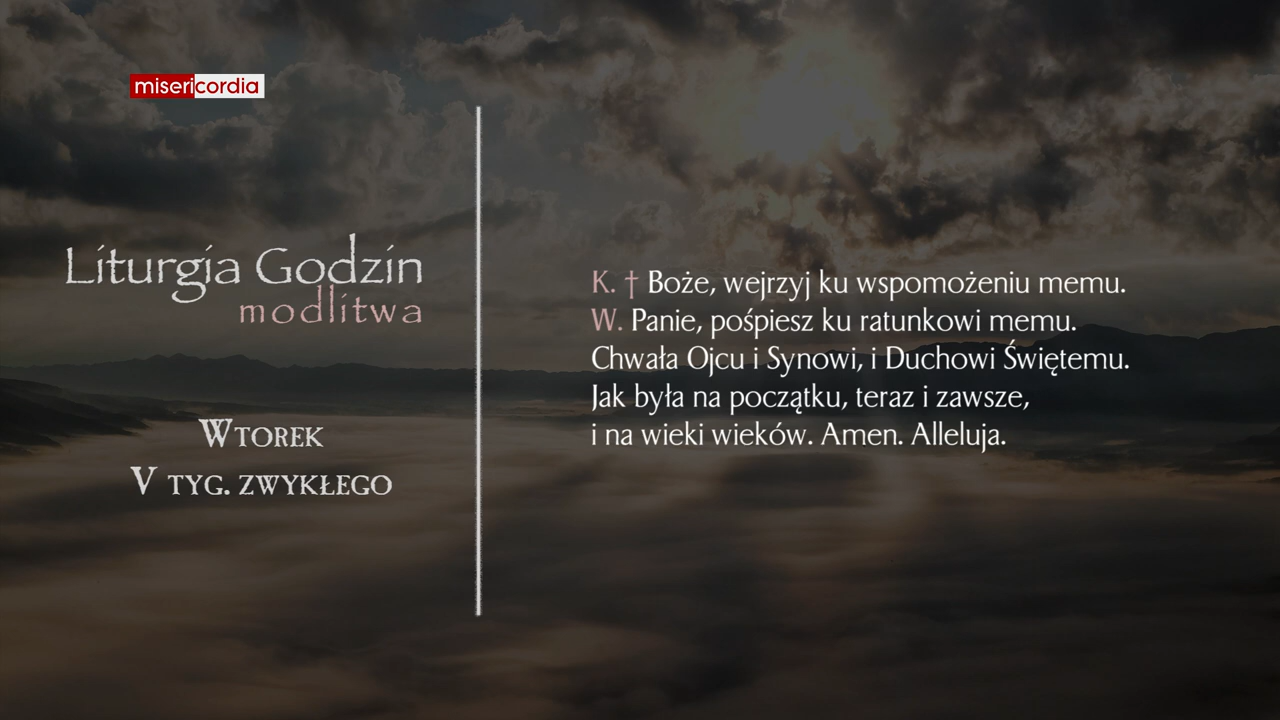 misericordia
Liturgia Godzin
modlitwa
Wtorek
V tyg. zwykłego
K. † Boże, wejrzyj ku wspomożeniu memu.
W. Panie, pośpiesz ku ratunkowi memu.
Chwała Ojcu i Synowi, i Duchowi Świętemu.
Jak była na początku, teraz i zawsze,
i na wieki wieków. Amen. Alleluja.